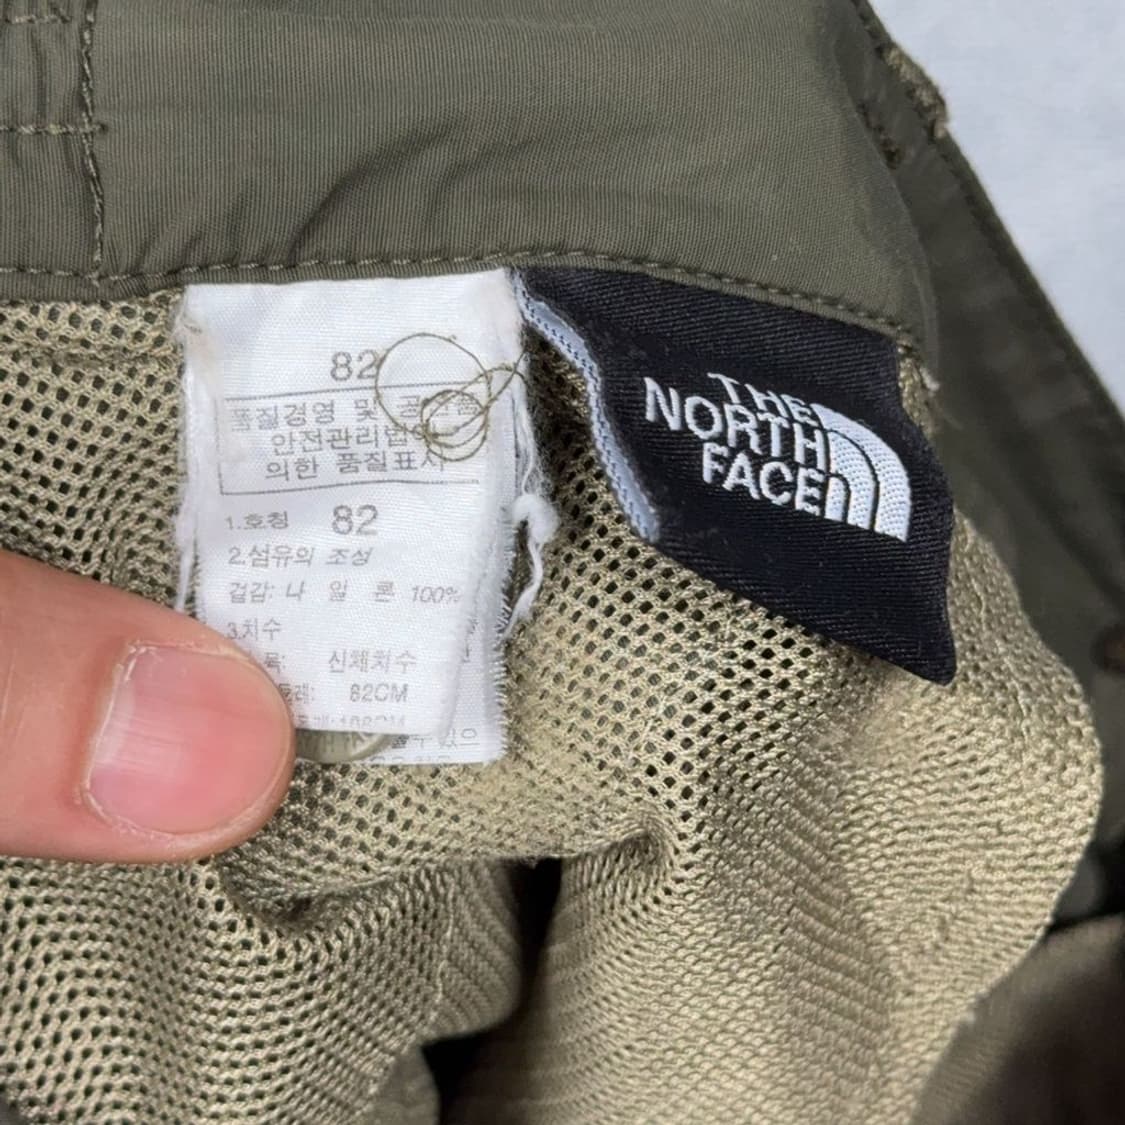 82
품질경영 및 공산품
안전관리법에
의한 품질표시
1.호칭 82
2.섬유의 조성
겉감: 나 일 론 100%
3.치수
신체치수
82CM
THE
NORTH
FACE